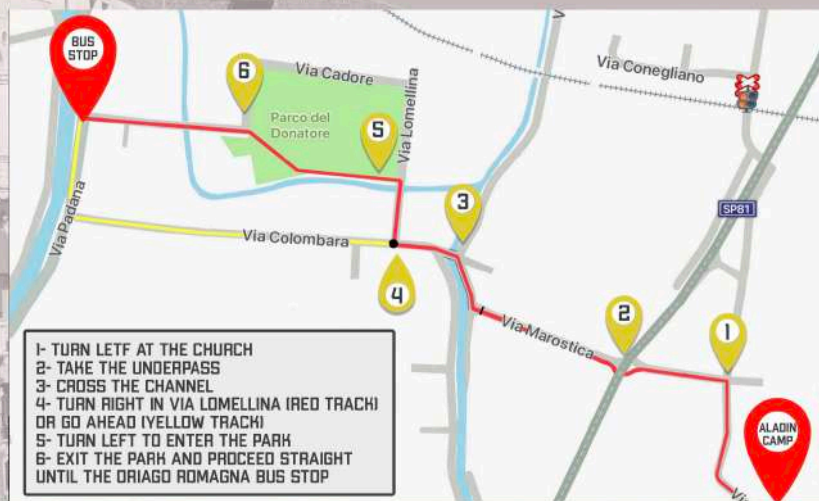 BUS
STOP
6
Via Cadore
Via Conegliano
Parco del
Donatore
5
Via Lomellina
Via Padana
SP81
3
Via Colombara
4
Via Marostica
2
1
ALADIN
CAMP
1- TURN LETF AT THE CHURCH
2- TAKE THE UNDERPASS
3- CROSS THE CHANNEL
4- TURN RIGHT IN VIA LOMELLINA (RED TRACK)
OR GO AHEAD (YELLOW TRACK)
5- TURN LEFT TO ENTER THE PARK
6- EXIT THE PARK AND PROCEED STRAIGHT
UNTIL THE ORIAGO ROMAGNA BUS STOP